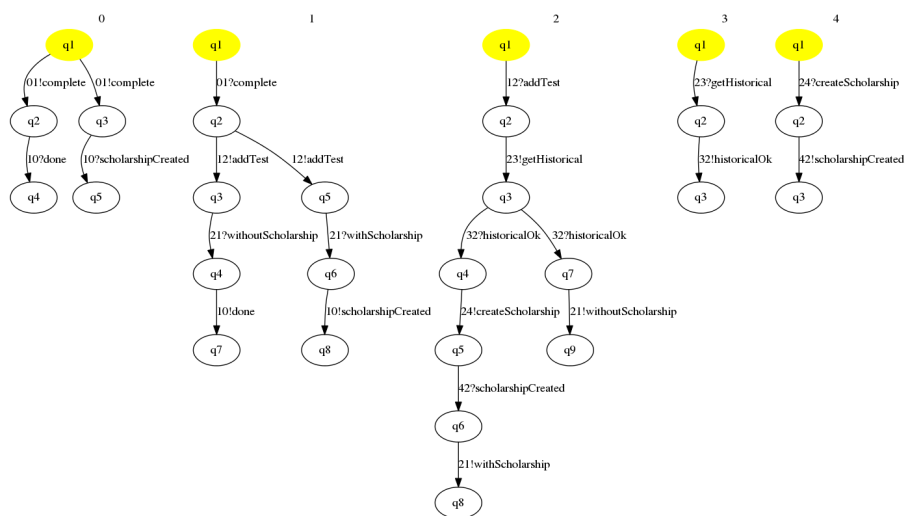 0 1 2 3 4
q1 q1 q1 q1 q1
01!complete 01!complete 01?complete 12?addTest 23?getHistorical 24?createScholarship
q2 q3 q2 q2 q2 q2
10?done 10?scholarshipCreated 12!addTest 12!addTest 23!getHistorical 32!historicalOk 42!scholarshipCreated
q4 q5 q3 q5 q3 q3 q3
21?withoutScholarship 21?withScholarship 32?historicalOk 32?historicalOk
q4 q6 q4 q7
10!done 10!scholarshipCreated 24!createScholarship 21!withoutScholarship
q7 q8 q5 q9
42?scholarshipCreated
q6
21!withScholarship
q8